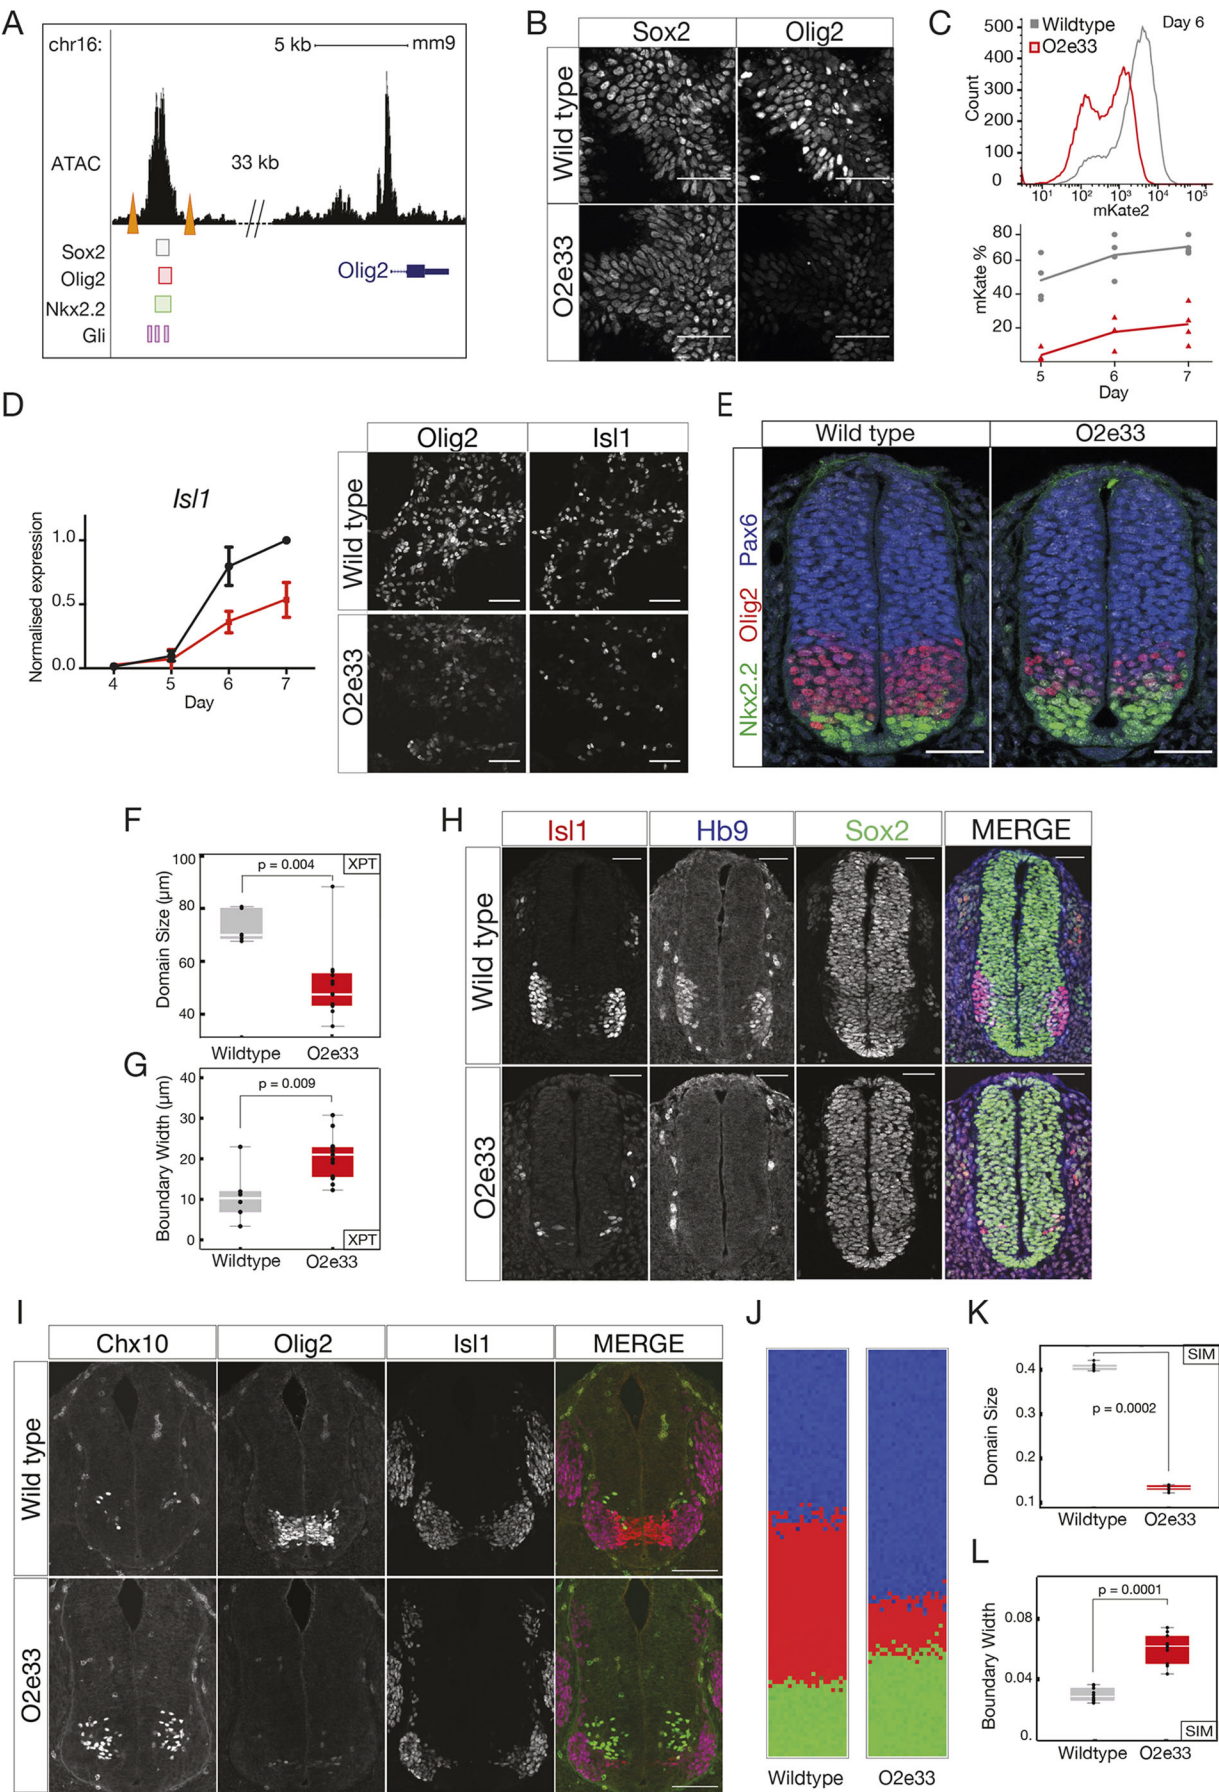 A
chr16:
5 kb
mm9
ATAC
33 kb
Sox2
Olig2
Nkx2.2
Gli
Olig2
B
Sox2
Olig2
Wild type
O2e33
C
Wildtype
O2e33
Day 6
Count
500
400
300
200
100
0
10¹
10²
10³
10⁴
10⁵
mKate2
mKate %
80
60
40
20
5
6
7
Day
D
Isl1
Normalised expression
1.0
0.5
0.0
4
5
6
7
Day
Olig2
Isl1
Wild type
O2e33
E
Wild type
O2e33
Nkx2.2 Olig2 Pax6
F
Domain Size (µm)
100
80
60
40
p = 0.004
XPT
Wildtype
O2e33
G
Boundary Width (µm)
40
30
20
10
0
p = 0.009
XPT
Wildtype
O2e33
H
Isl1
Hb9
Sox2
MERGE
Wild type
O2e33
I
Chx10
Olig2
Isl1
MERGE
Wild type
O2e33
J
Wildtype
O2e33
K
Domain Size
0.4
0.3
0.2
0.1
p = 0.0002
SIM
Wildtype
O2e33
L
Boundary Width
0.08
0.04
0.
p = 0.0001
SIM
Wildtype
O2e33